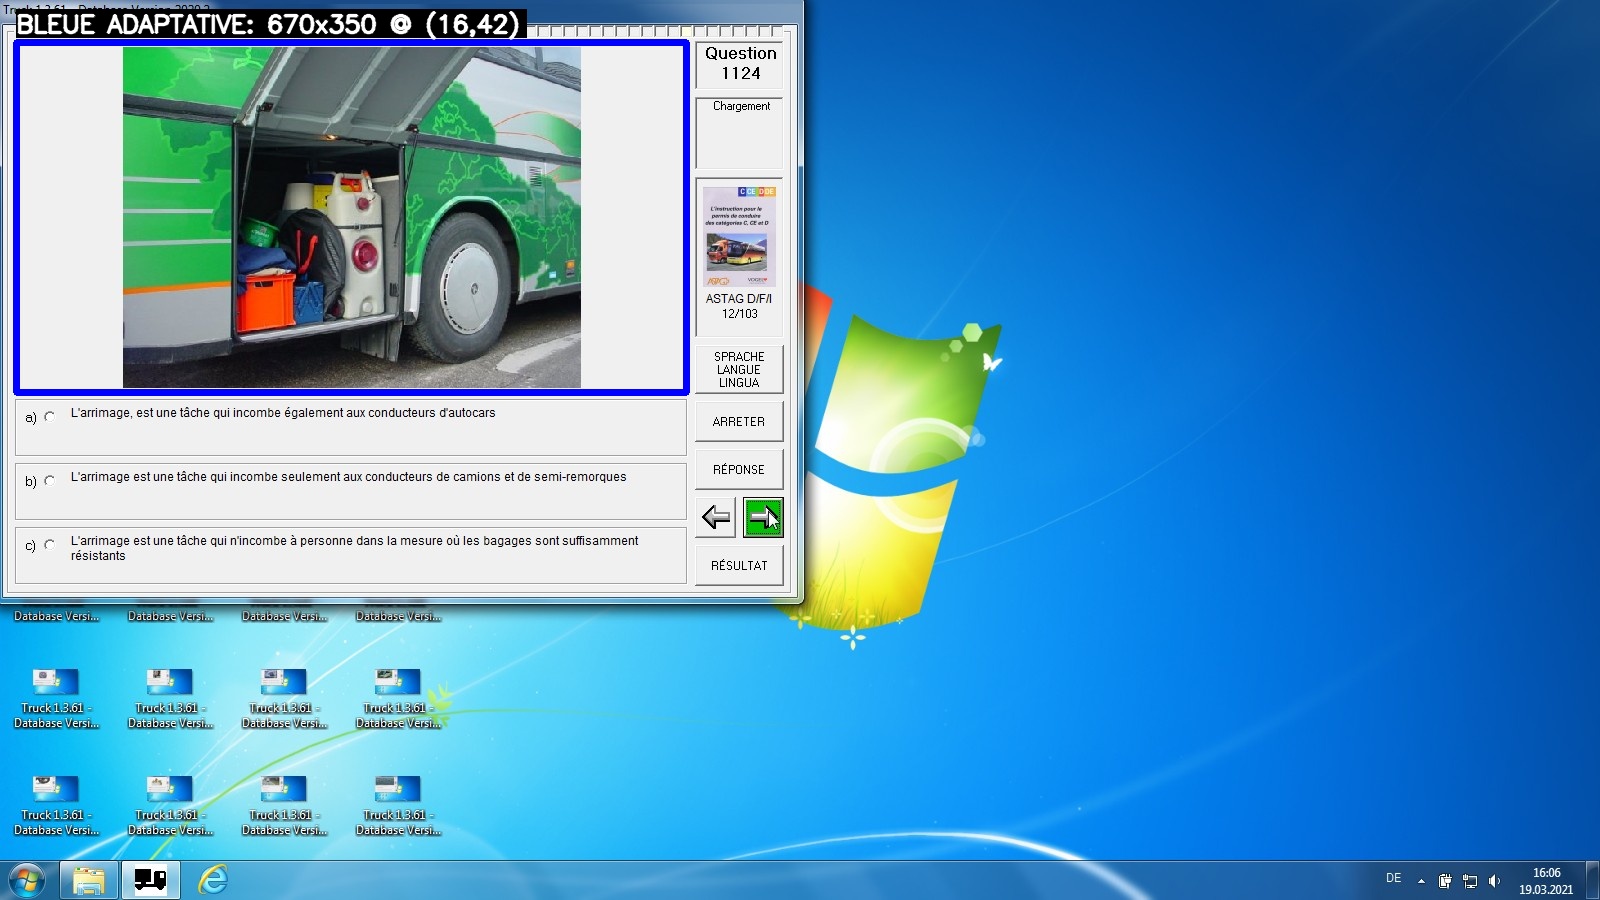 BLEUE ADAPTATIVE: 670x350 @ (16,42)
Question
1124
Chargement
C CE D DE
L'instruction pour le
permis de conduire
des catégories C, CE et D
ASTAG D/F/I
12/103
SPRACHE
LANGUE
LINGUA
ARRETER
RÉPONSE
RÉSULTAT
a) L'arrimage, est une tâche qui incombe également aux conducteurs d'autocars
b) L'arrimage est une tâche qui incombe seulement aux conducteurs de camions et de semi-remorques
c) L'arrimage est une tâche qui n'incombe à personne dans la mesure où les bagages sont suffisamment
résistants
Database Versi... Database Versi... Database Versi... Database Versi...
Truck 1.3.61 - Truck 1.3.61 - Truck 1.3.61 - Truck 1.3.61 -
Database Versi... Database Versi... Database Versi... Database Versi...
Truck 1.3.61 - Truck 1.3.61 - Truck 1.3.61 - Truck 1.3.61 -
Database Versi... Database Versi... Database Versi... Database Versi...
DE
16:06
19.03.2021